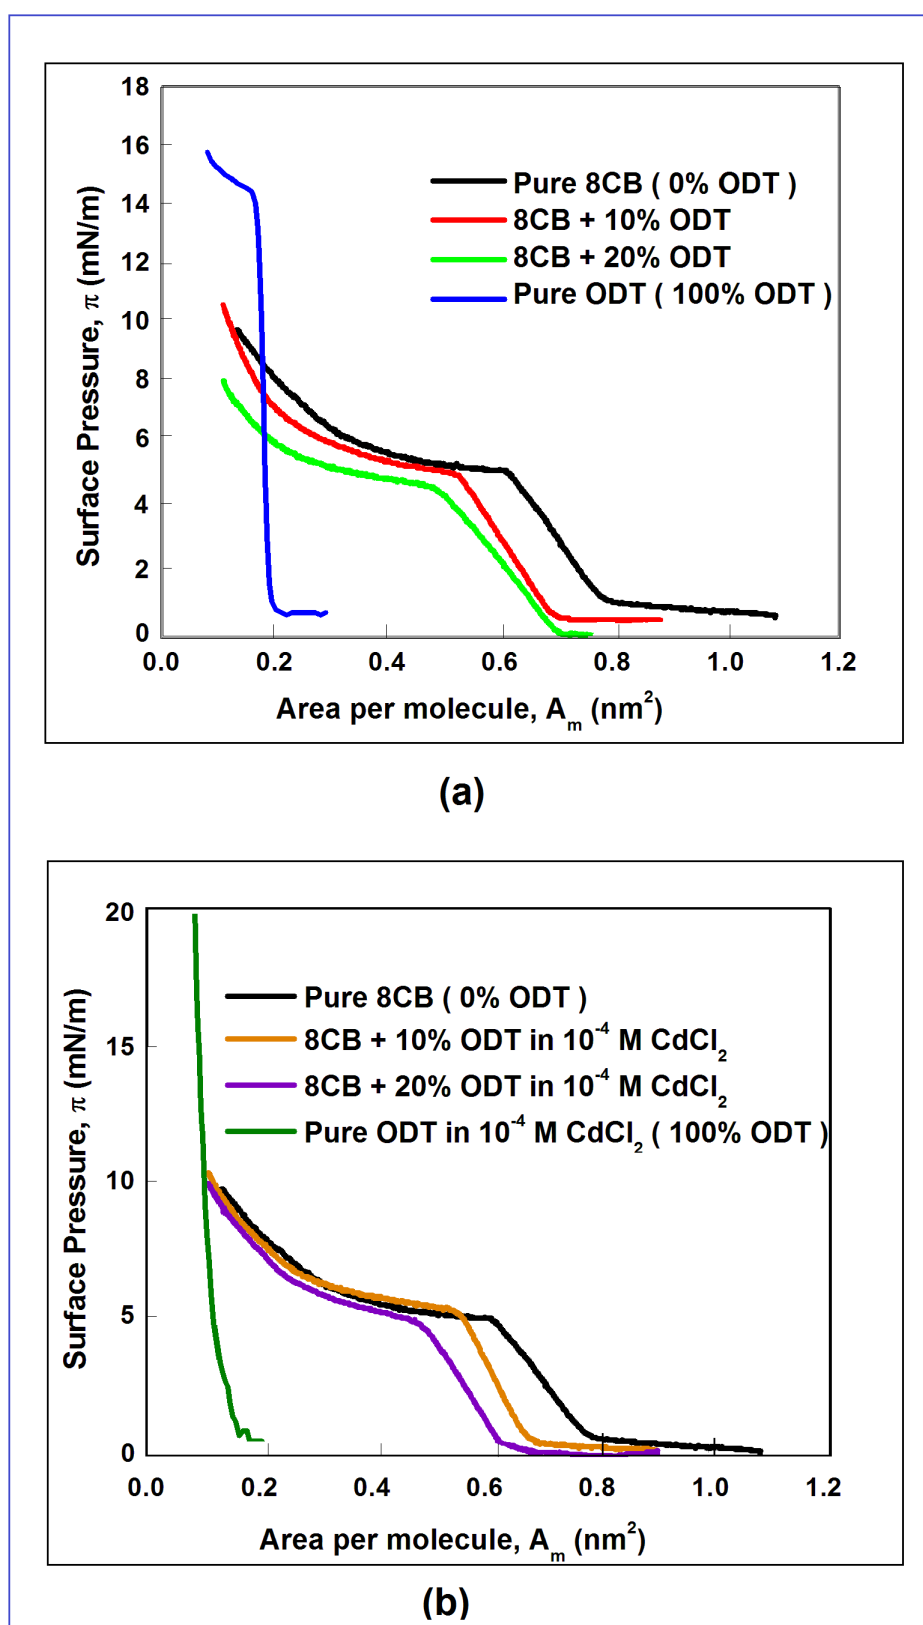 18
16
14
12
10
8
6
4
2
0
Surface Pressure, π (mN/m)
Pure 8CB ( 0% ODT )
8CB + 10% ODT
8CB + 20% ODT
Pure ODT ( 100% ODT )
0.0 0.2 0.4 0.6 0.8 1.0 1.2
Area per molecule, Aₘ (nm²)
(a)
20
15
10
5
0
Surface Pressure, π (mN/m)
Pure 8CB ( 0% ODT )
8CB + 10% ODT in 10⁻⁴ M CdCl₂
8CB + 20% ODT in 10⁻⁴ M CdCl₂
Pure ODT in 10⁻⁴ M CdCl₂ ( 100% ODT )
0.0 0.2 0.4 0.6 0.8 1.0 1.2
Area per molecule, Aₘ (nm²)
(b)